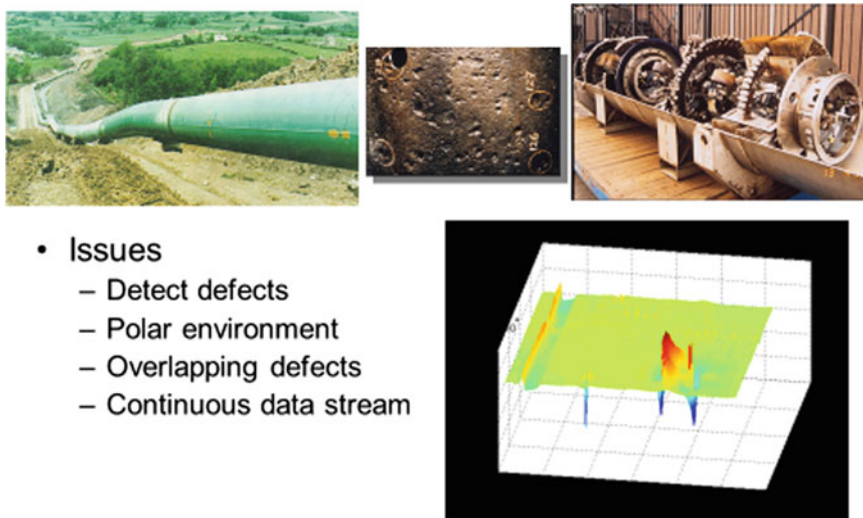 • Issues
– Detect defects
– Polar environment
– Overlapping defects
– Continuous data stream